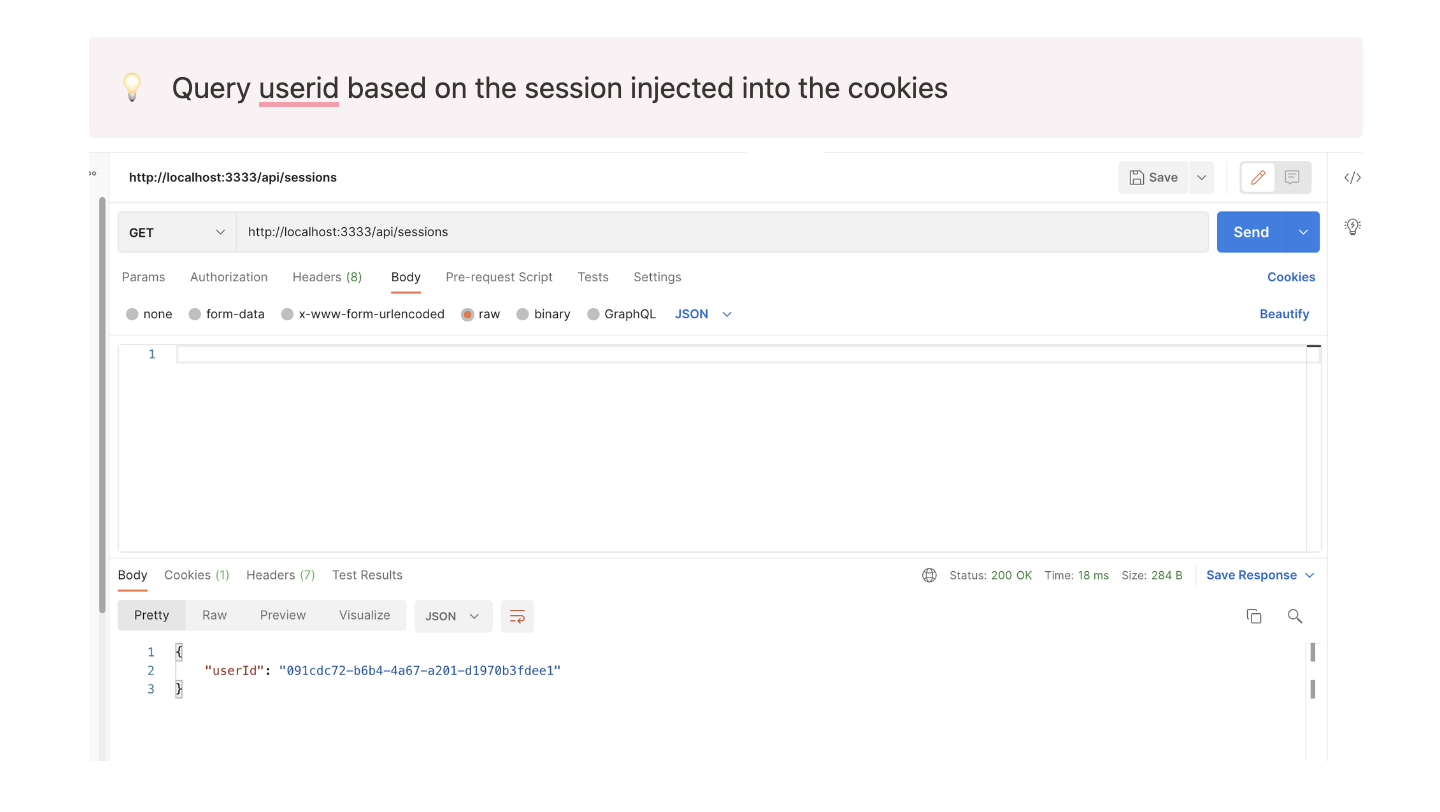 Query userid based on the session injected into the cookies
http://localhost:3333/api/sessions
Save
GET
http://localhost:3333/api/sessions
Send
Params Authorization Headers (8) Body Pre-request Script Tests Settings Cookies
none form-data x-www-form-urlencoded raw binary GraphQL JSON Beautify
1
Body Cookies (1) Headers (7) Test Results Status: 200 OK Time: 18 ms Size: 284 B Save Response
Pretty Raw Preview Visualize JSON
1 {
2 "userId": "091cdc72-b6b4-4a67-a201-d1970b3fdee1"
3 }